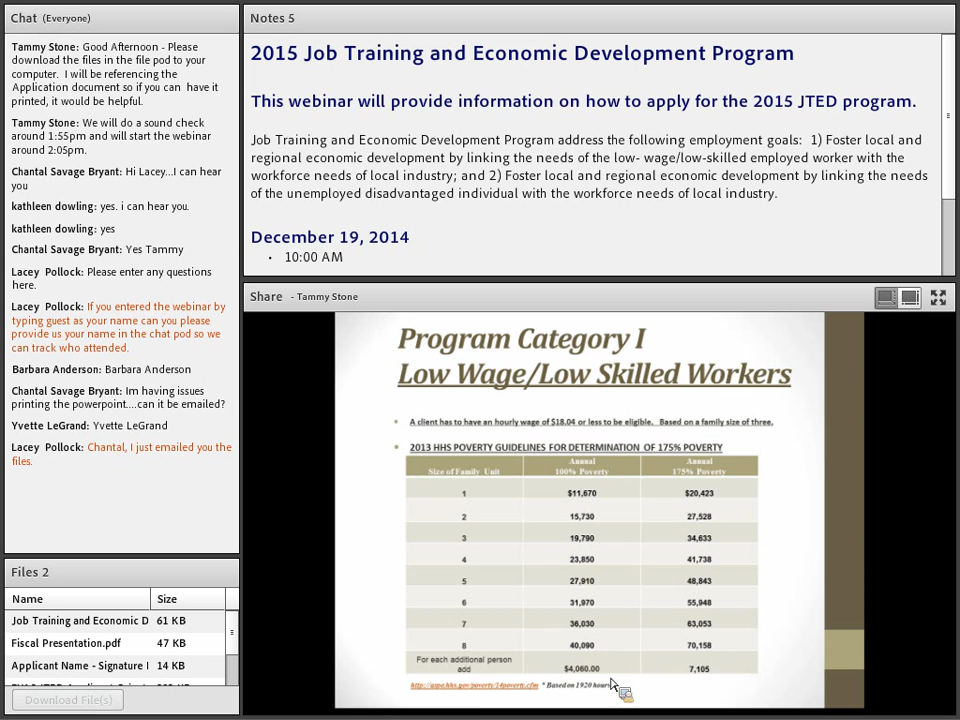 Chat (Everyone)
Tammy Stone: Good Afternoon - Please
download the files in the file pod to your
computer. I will be referencing the
Application document so if you can have it
printed, it would be helpful.
Tammy Stone: We will do a sound check
around 1:55pm and will start the webinar
around 2:05pm.
Chantal Savage Bryant: Hi Lacey...I can hear
you
kathleen dowling: yes. i can hear you.
kathleen dowling: yes
Chantal Savage Bryant: Yes Tammy
Lacey Pollock: Please enter any questions
here.
Lacey Pollock: If you entered the webinar by
typing guest as your name can you please
provide us your name in the chat pod so we
can track who attended.
Barbara Anderson: Barbara Anderson
Chantal Savage Bryant: Im having issues
printing the powerpoint....can it be emailed?
Yvette LeGrand: Yvette LeGrand
Lacey Pollock: Chantal, I just emailed you the
files.
Files 2
Name Size
Job Training and Economic D 61 KB
Fiscal Presentation.pdf 47 KB
Applicant Name - Signature 14 KB
Download File(s)
Notes 5
2015 Job Training and Economic Development Program
This webinar will provide information on how to apply for the 2015 JTED program.
Job Training and Economic Development Program address the following employment goals: 1) Foster local and
regional economic development by linking the needs of the low- wage/low-skilled employed worker with the
workforce needs of local industry; and 2) Foster local and regional economic development by linking the needs
of the unemployed disadvantaged individual with the workforce needs of local industry.
December 19, 2014
• 10:00 AM
Share - Tammy Stone
Program Category I
Low Wage/Low Skilled Workers
• A client has to have an hourly wage of $18.04 or less to be eligible. Based on a family size of three.
• 2013 HHS POVERTY GUIDELINES FOR DETERMINATION OF 175% POVERTY
Size of Family Unit Annual 100% Poverty Annual 175% Poverty
1 $11,670 $20,423
2 15,730 27,528
3 19,790 34,633
4 23,850 41,738
5 27,910 48,843
6 31,970 55,948
7 36,030 63,053
8 40,090 70,158
For each additional person
add $4,060.00 7,105
http://aspe.hhs.gov/poverty/14poverty.cfm * Based on 1920 hours